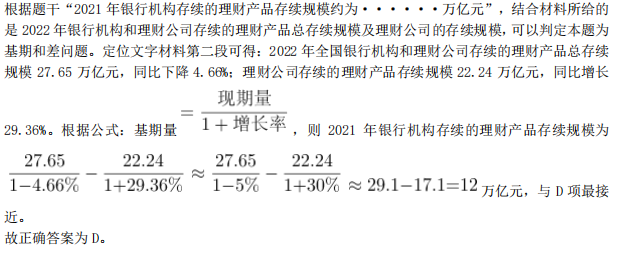 根据题干“2021 年银行机构存续的理财产品存续规模约为······万亿元”，结合材料所给的
是 2022 年银行机构和理财公司存续的理财产品总存续规模及理财公司的存续规模，可以判定本题为
基期和差问题。定位文字材料第二段可得：2022 年全国银行机构和理财公司存续的理财产品总存续
规模 27.65 万亿元，同比下降 4.66%；理财公司存续的理财产品存续规模 22.24 万亿元，同比增长
29.36%。根据公式：基期量 = 现期量/(1+增长率)，则 2021 年银行机构存续的理财产品存续规模为
27.65/(1−4.66%) − 22.24/(1+29.36%) ≈ 27.65/(1−5%) − 22.24/(1+30%) ≈ 29.1−17.1=12 万亿元，与 D 项最接
近。
故正确答案为 D。